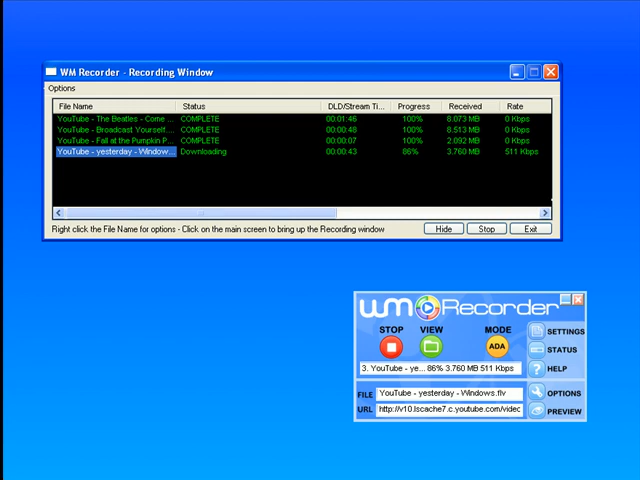 WM Recorder - Recording Window
Options
File Name Status DLD/Stream Ti... Progress Received Rate
YouTube - The Beatles - Come ... COMPLETE 00:01:46 100% 8.073 MB 0 Kbps
YouTube - Broadcast Yourself.... COMPLETE 00:00:48 100% 8.513 MB 0 Kbps
YouTube - Fall at the Pumpkin P... COMPLETE 00:00:07 100% 2.092 MB 0 Kbps
YouTube - yesterday - Window... Downloading 00:00:43 86% 3.760 MB 511 Kbps
Right click the File Name for options - Click on the main screen to bring up the Recording window Hide Stop Exit
WM Recorder
STOP VIEW MODE SETTINGS
ADA STATUS
3. YouTube - ye... 86% 3.760 MB 511 Kbps ? HELP
FILE YouTube - yesterday - Windows.flv OPTIONS
URL http://v10.lscache7.c.youtube.com/videc PREVIEW